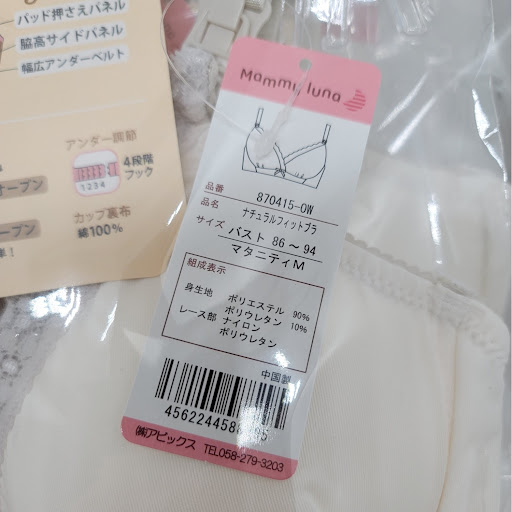 パッド押さえパネル
脇高サイドパネル
幅広アンダーベルト
アンダー調節
4段階
フック
1 2 3 4
オープン
カップ裏布
綿100%
オープン
Mammy luna
品番 870415-OW
品名 ナチュラルフィットブラ
サイズ バスト 86～94
マタニティM
組成表示
身生地 ポリエステル 90%
ポリウレタン 10%
レース部 ナイロン
ポリウレタン
中国製
㈱アピックス TEL058-279-3203